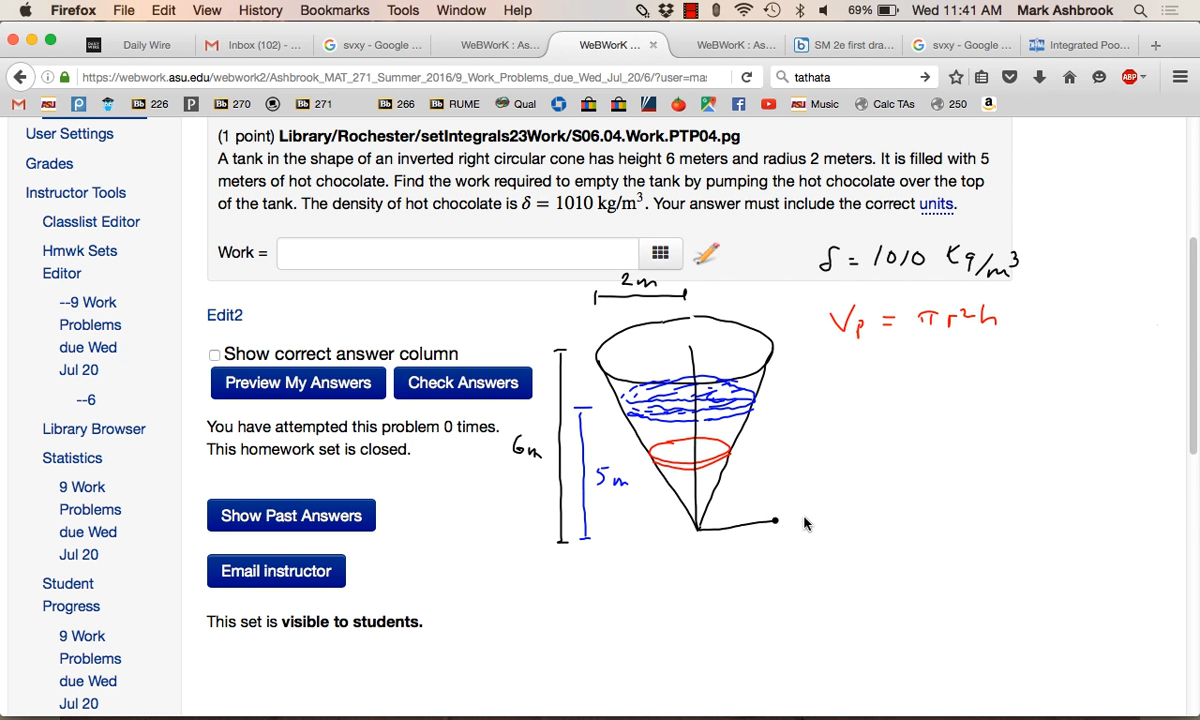 Firefox File Edit View History Bookmarks Tools Window Help 69% Wed 11:41 AM Mark Ashbrook
Daily Wire Inbox (102) - ... svxy - Google ... WeBWorK : As... WeBWorK ... WeBWorK : As... SM 2e first dra... svxy - Google ... Integrated Poo...
https://webwork.asu.edu/webwork2/Ashbrook_MAT_271_Summer_2016/9_Work_Problems_due_Wed_Jul_20/6/?user=ma: tathata ABP
ASU Bb 226 P Bb 270 Bb 271 Bb 266 Bb RUME Qual ASU Music Calc TAs 250 a
User Settings
Grades
Instructor Tools
Classlist Editor
Hmwk Sets
Editor
--9 Work
Problems
due Wed
Jul 20
--6
Library Browser
Statistics
9 Work
Problems
due Wed
Jul 20
Student
Progress
9 Work
Problems
due Wed
Jul 20
(1 point) Library/Rochester/setIntegrals23Work/S06.04.Work.PTP04.pg
A tank in the shape of an inverted right circular cone has height 6 meters and radius 2 meters. It is filled with 5
meters of hot chocolate. Find the work required to empty the tank by pumping the hot chocolate over the top
of the tank. The density of hot chocolate is δ = 1010 kg/m³. Your answer must include the correct units.
Work =
δ = 1010 kg/m³
2m
Vp = πr²h
Edit2
Show correct answer column
Preview My Answers Check Answers
You have attempted this problem 0 times.
This homework set is closed.
6m
5m
Show Past Answers
Email instructor
This set is visible to students.